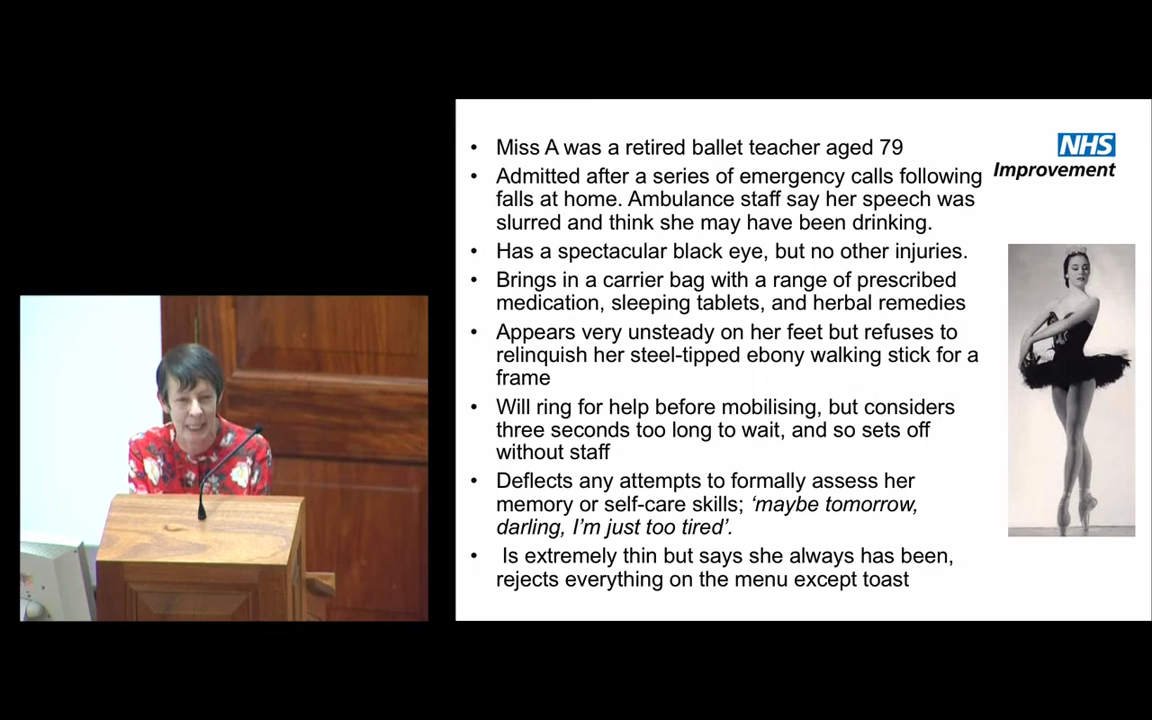 • Miss A was a retired ballet teacher aged 79
• Admitted after a series of emergency calls following
falls at home. Ambulance staff say her speech was
slurred and think she may have been drinking.
• Has a spectacular black eye, but no other injuries.
• Brings in a carrier bag with a range of prescribed
medication, sleeping tablets, and herbal remedies
• Appears very unsteady on her feet but refuses to
relinquish her steel-tipped ebony walking stick for a
frame
• Will ring for help before mobilising, but considers
three seconds too long to wait, and so sets off
without staff
• Deflects any attempts to formally assess her
memory or self-care skills; ‘maybe tomorrow,
darling, I’m just too tired’.
• Is extremely thin but says she always has been,
rejects everything on the menu except toast
NHS
Improvement